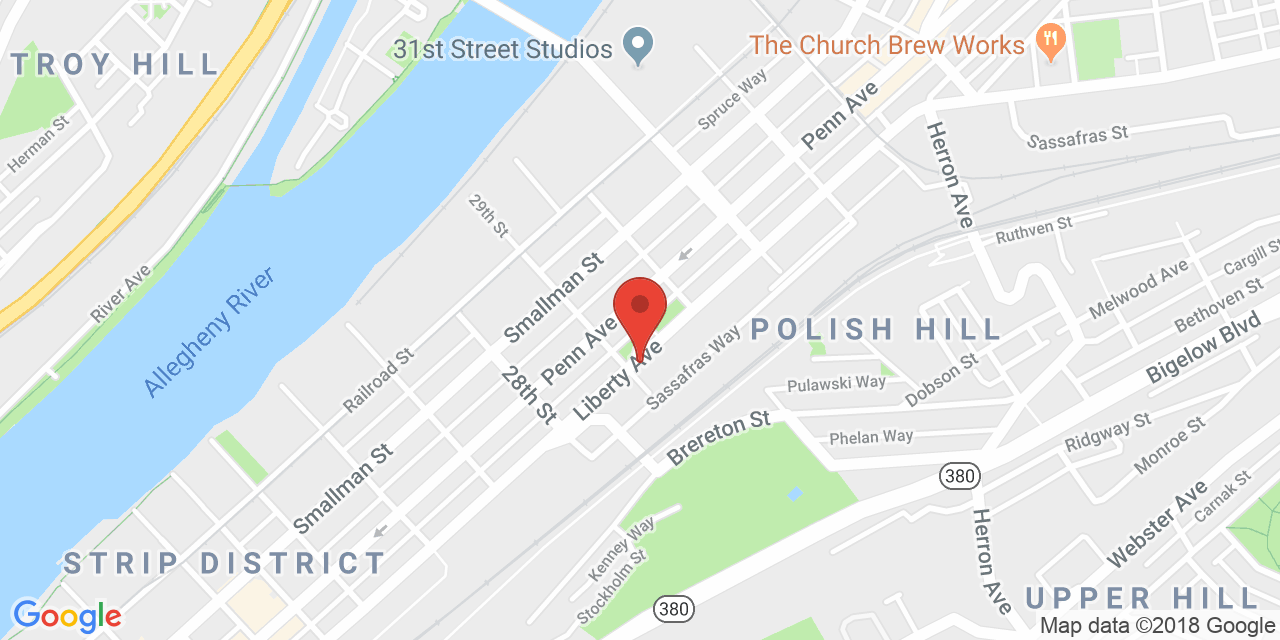 31st Street Studios
The Church Brew Works
TROY HILL
Spruce Way
Penn Ave
Herman St
Herron Ave
Sassafras St
29th St
Ruthven St
River Ave
Allegheny River
Smallman St
Melwood Ave
Cargill St
Bethoven St
POLISH HILL
Penn Ave
Liberty Ave
Sassafras Way
Bigelow Blvd
Railroad St
28th St
Pulawski Way
Dobson St
Brereton St
Phelan Way
Ridgway St
Monroe St
380
Smallman St
Webster Ave
Carnak St
Herron Ave
STRIP DISTRICT
Kenney Way
Stockholm St
380
UPPER HILL
Google
Map data ©2018 Google